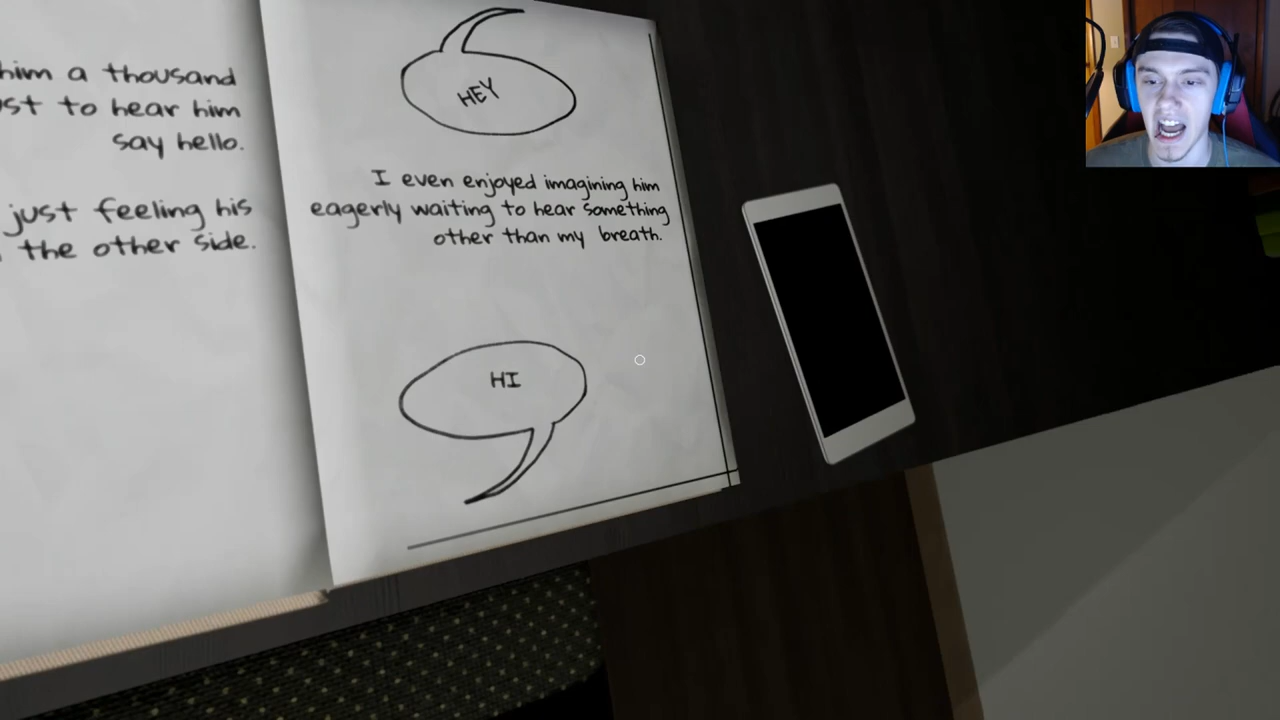 him a thousand
to hear him
say hello.
just feeling his
the other side.
HEY
I even enjoyed imagining him
eagerly waiting to hear something
other than my breath.
HI